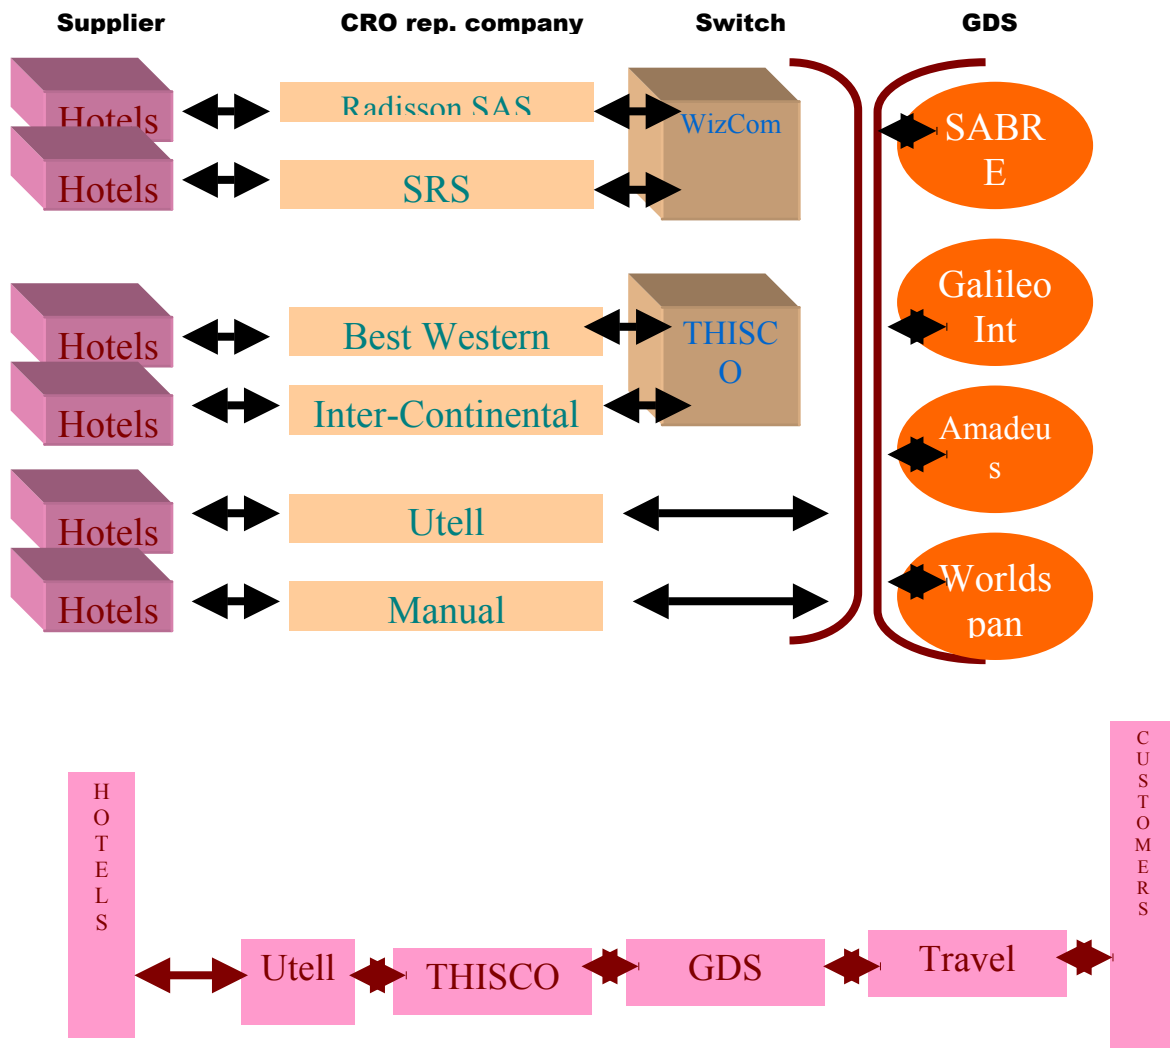 Supplier CRO rep. company Switch GDS
Hotels
Radisson SAS
WizCom
SABR
E
Hotels
SRS
Hotels
Best Western
THISC
O
Galileo
Int
Hotels
Inter-Continental
Amadeu
s
Hotels
Utell
Hotels
Manual
Worlds
pan
H
O
T
E
L
S
Utell
THISCO
GDS
Travel
C
U
S
T
O
M
E
R
S